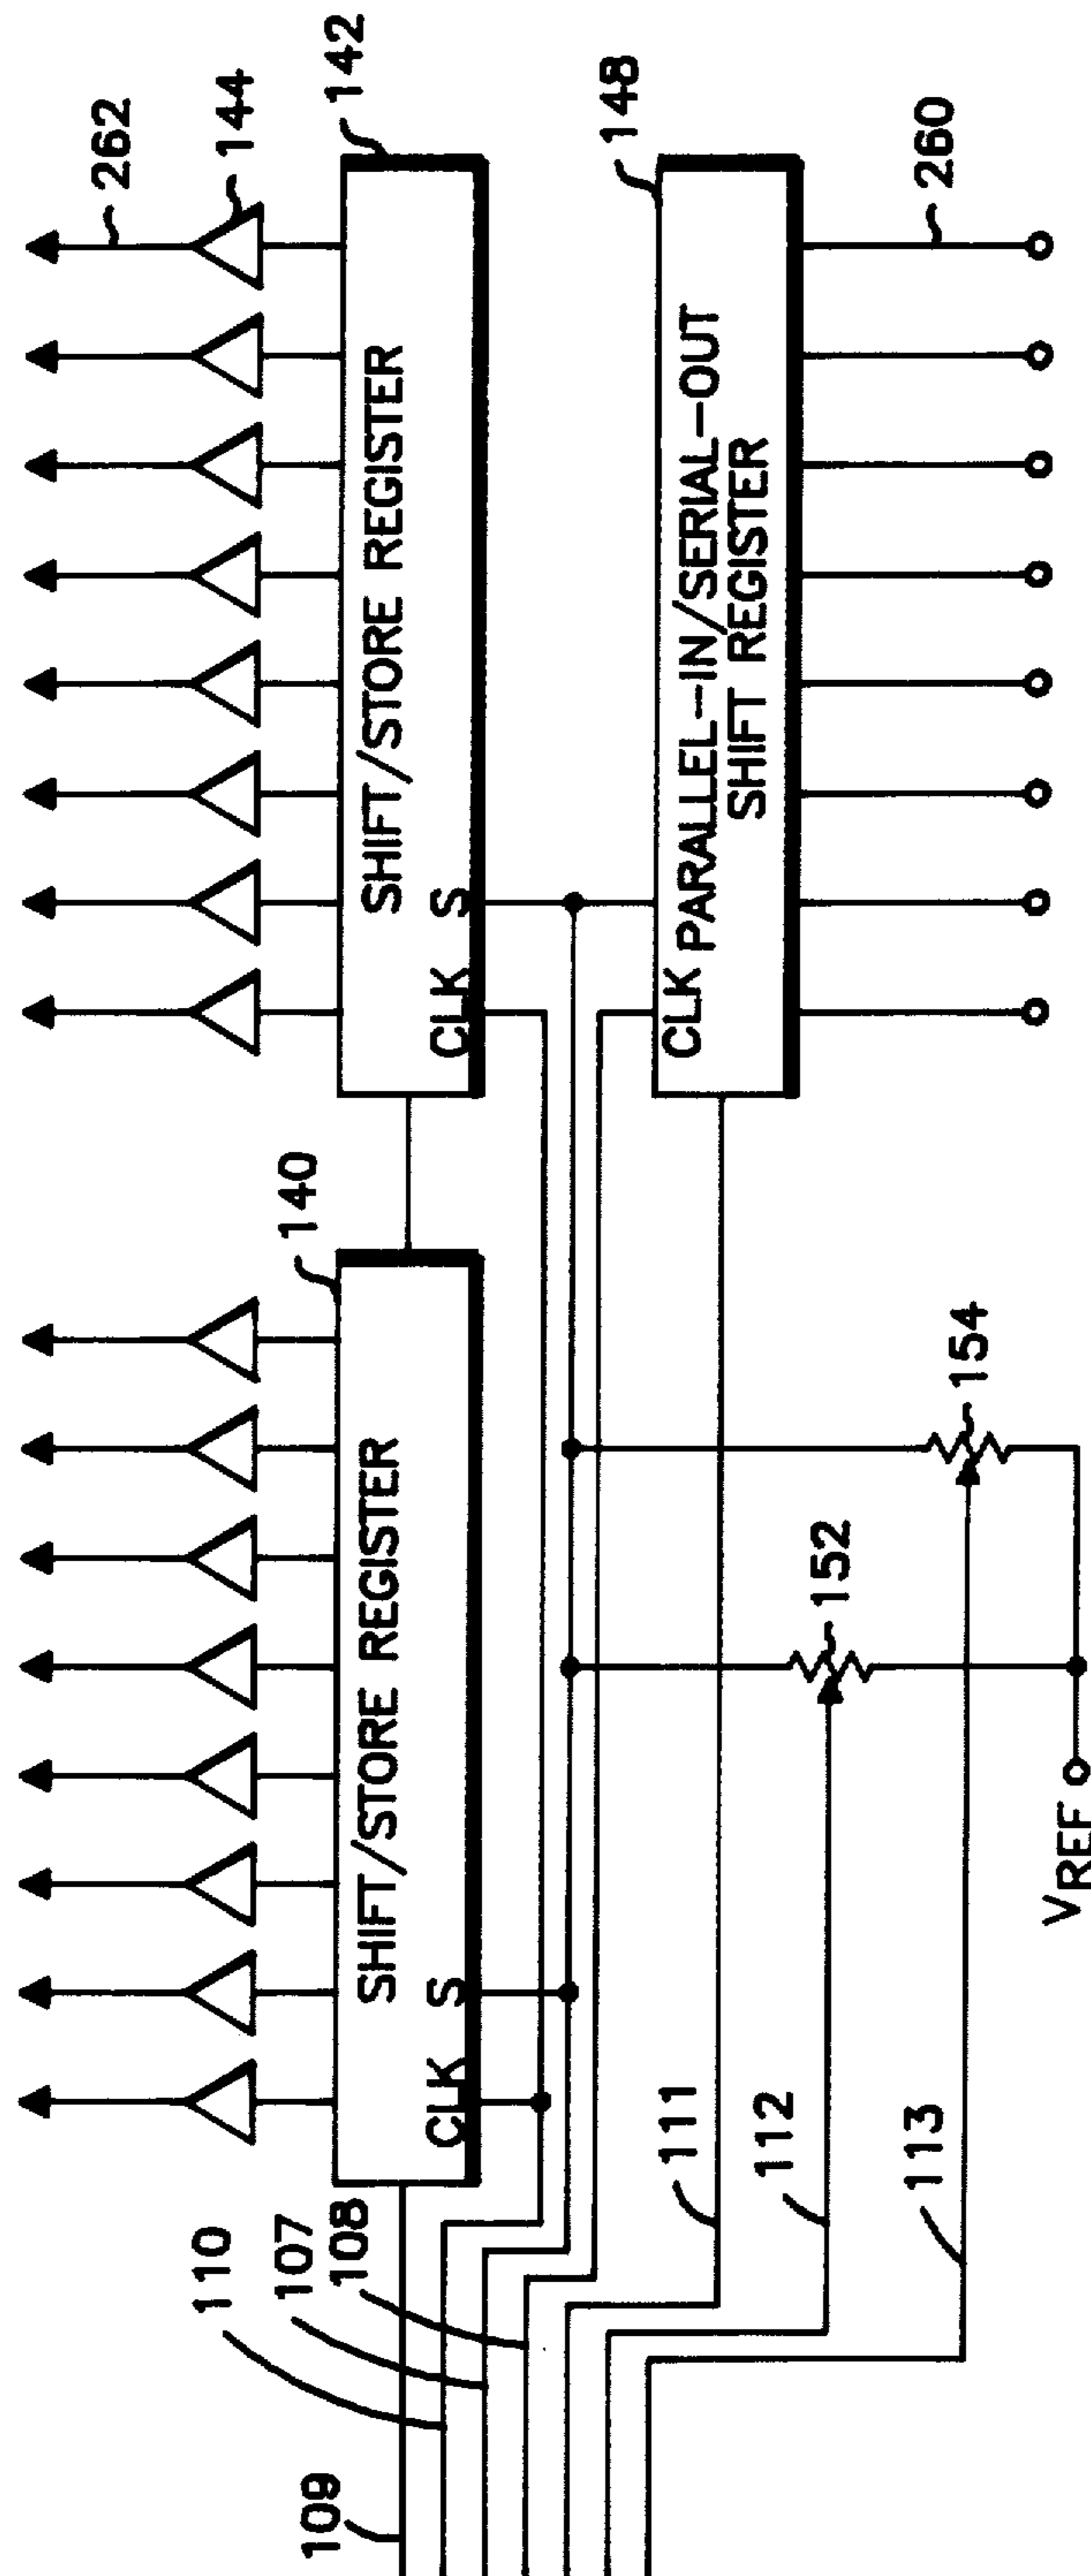 262
144
110
107
140
142
109
108
SHIFT/STORE REGISTER
SHIFT/STORE REGISTER
CLK S
CLK S
148
111
CLK PARALLEL-IN/SERIAL-OUT
SHIFT REGISTER
112
152
113
260
154
VREF